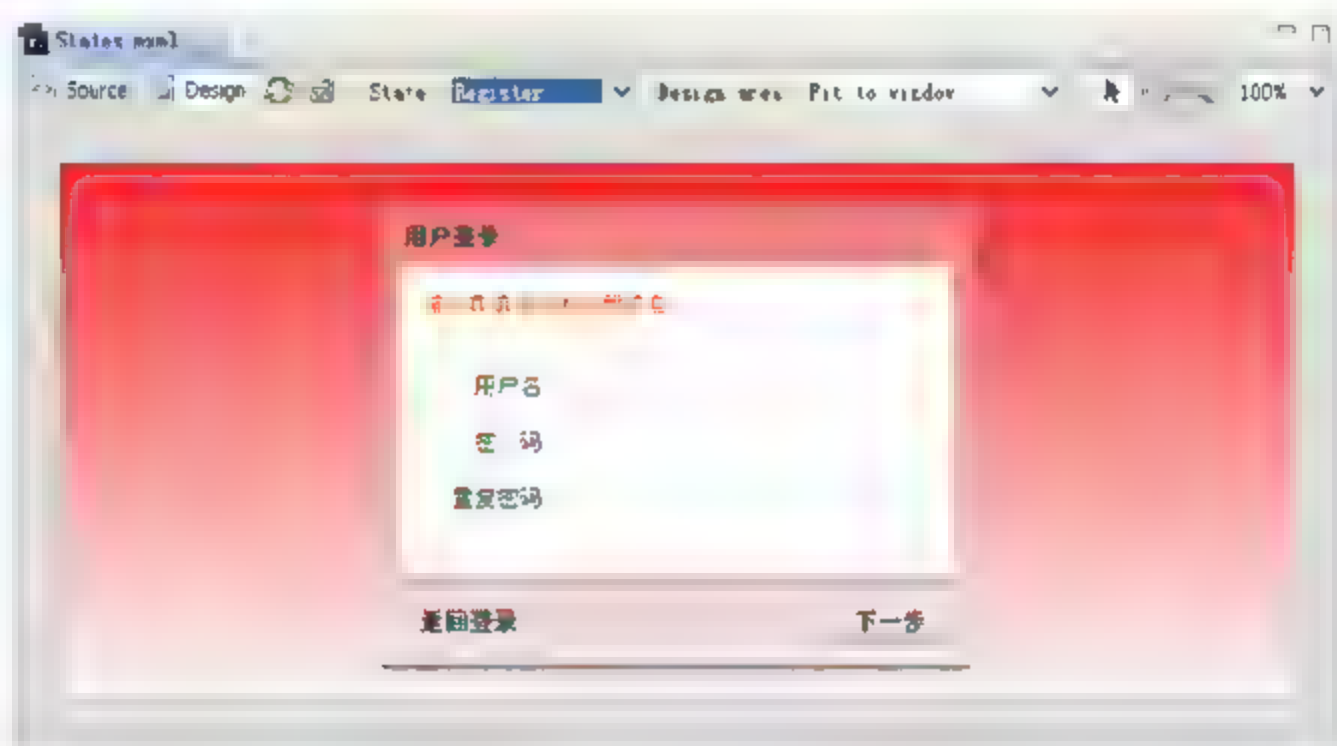 States.mxml
Source Design State Register Design area Fit to window 100%
用户登录
用户名
密 码
重复密码
返回登录 下一步